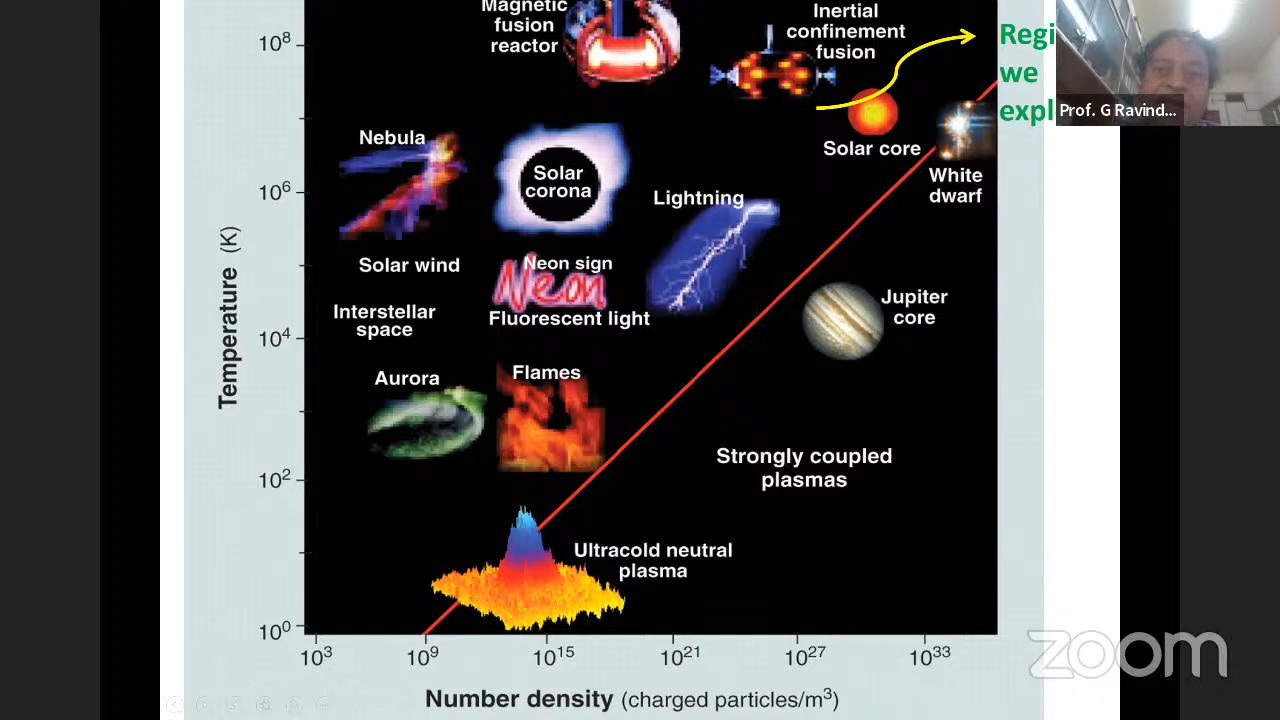 Magnetic
fusion
reactor
Inertial
confinement
fusion
Regi
we
expl
Prof. G Ravind...
10⁸
Nebula
Solar
corona
Solar core
White
dwarf
10⁶
Lightning
Solar wind
Neon sign
Neon
Interstellar
space
Fluorescent light
Jupiter
core
10⁴
Temperature (K)
Aurora
Flames
Strongly coupled
plasmas
10²
Ultracold neutral
plasma
10⁰
10³ 10⁹ 10¹⁵ 10²¹ 10²⁷ 10³³
Number density (charged particles/m³)
zoom